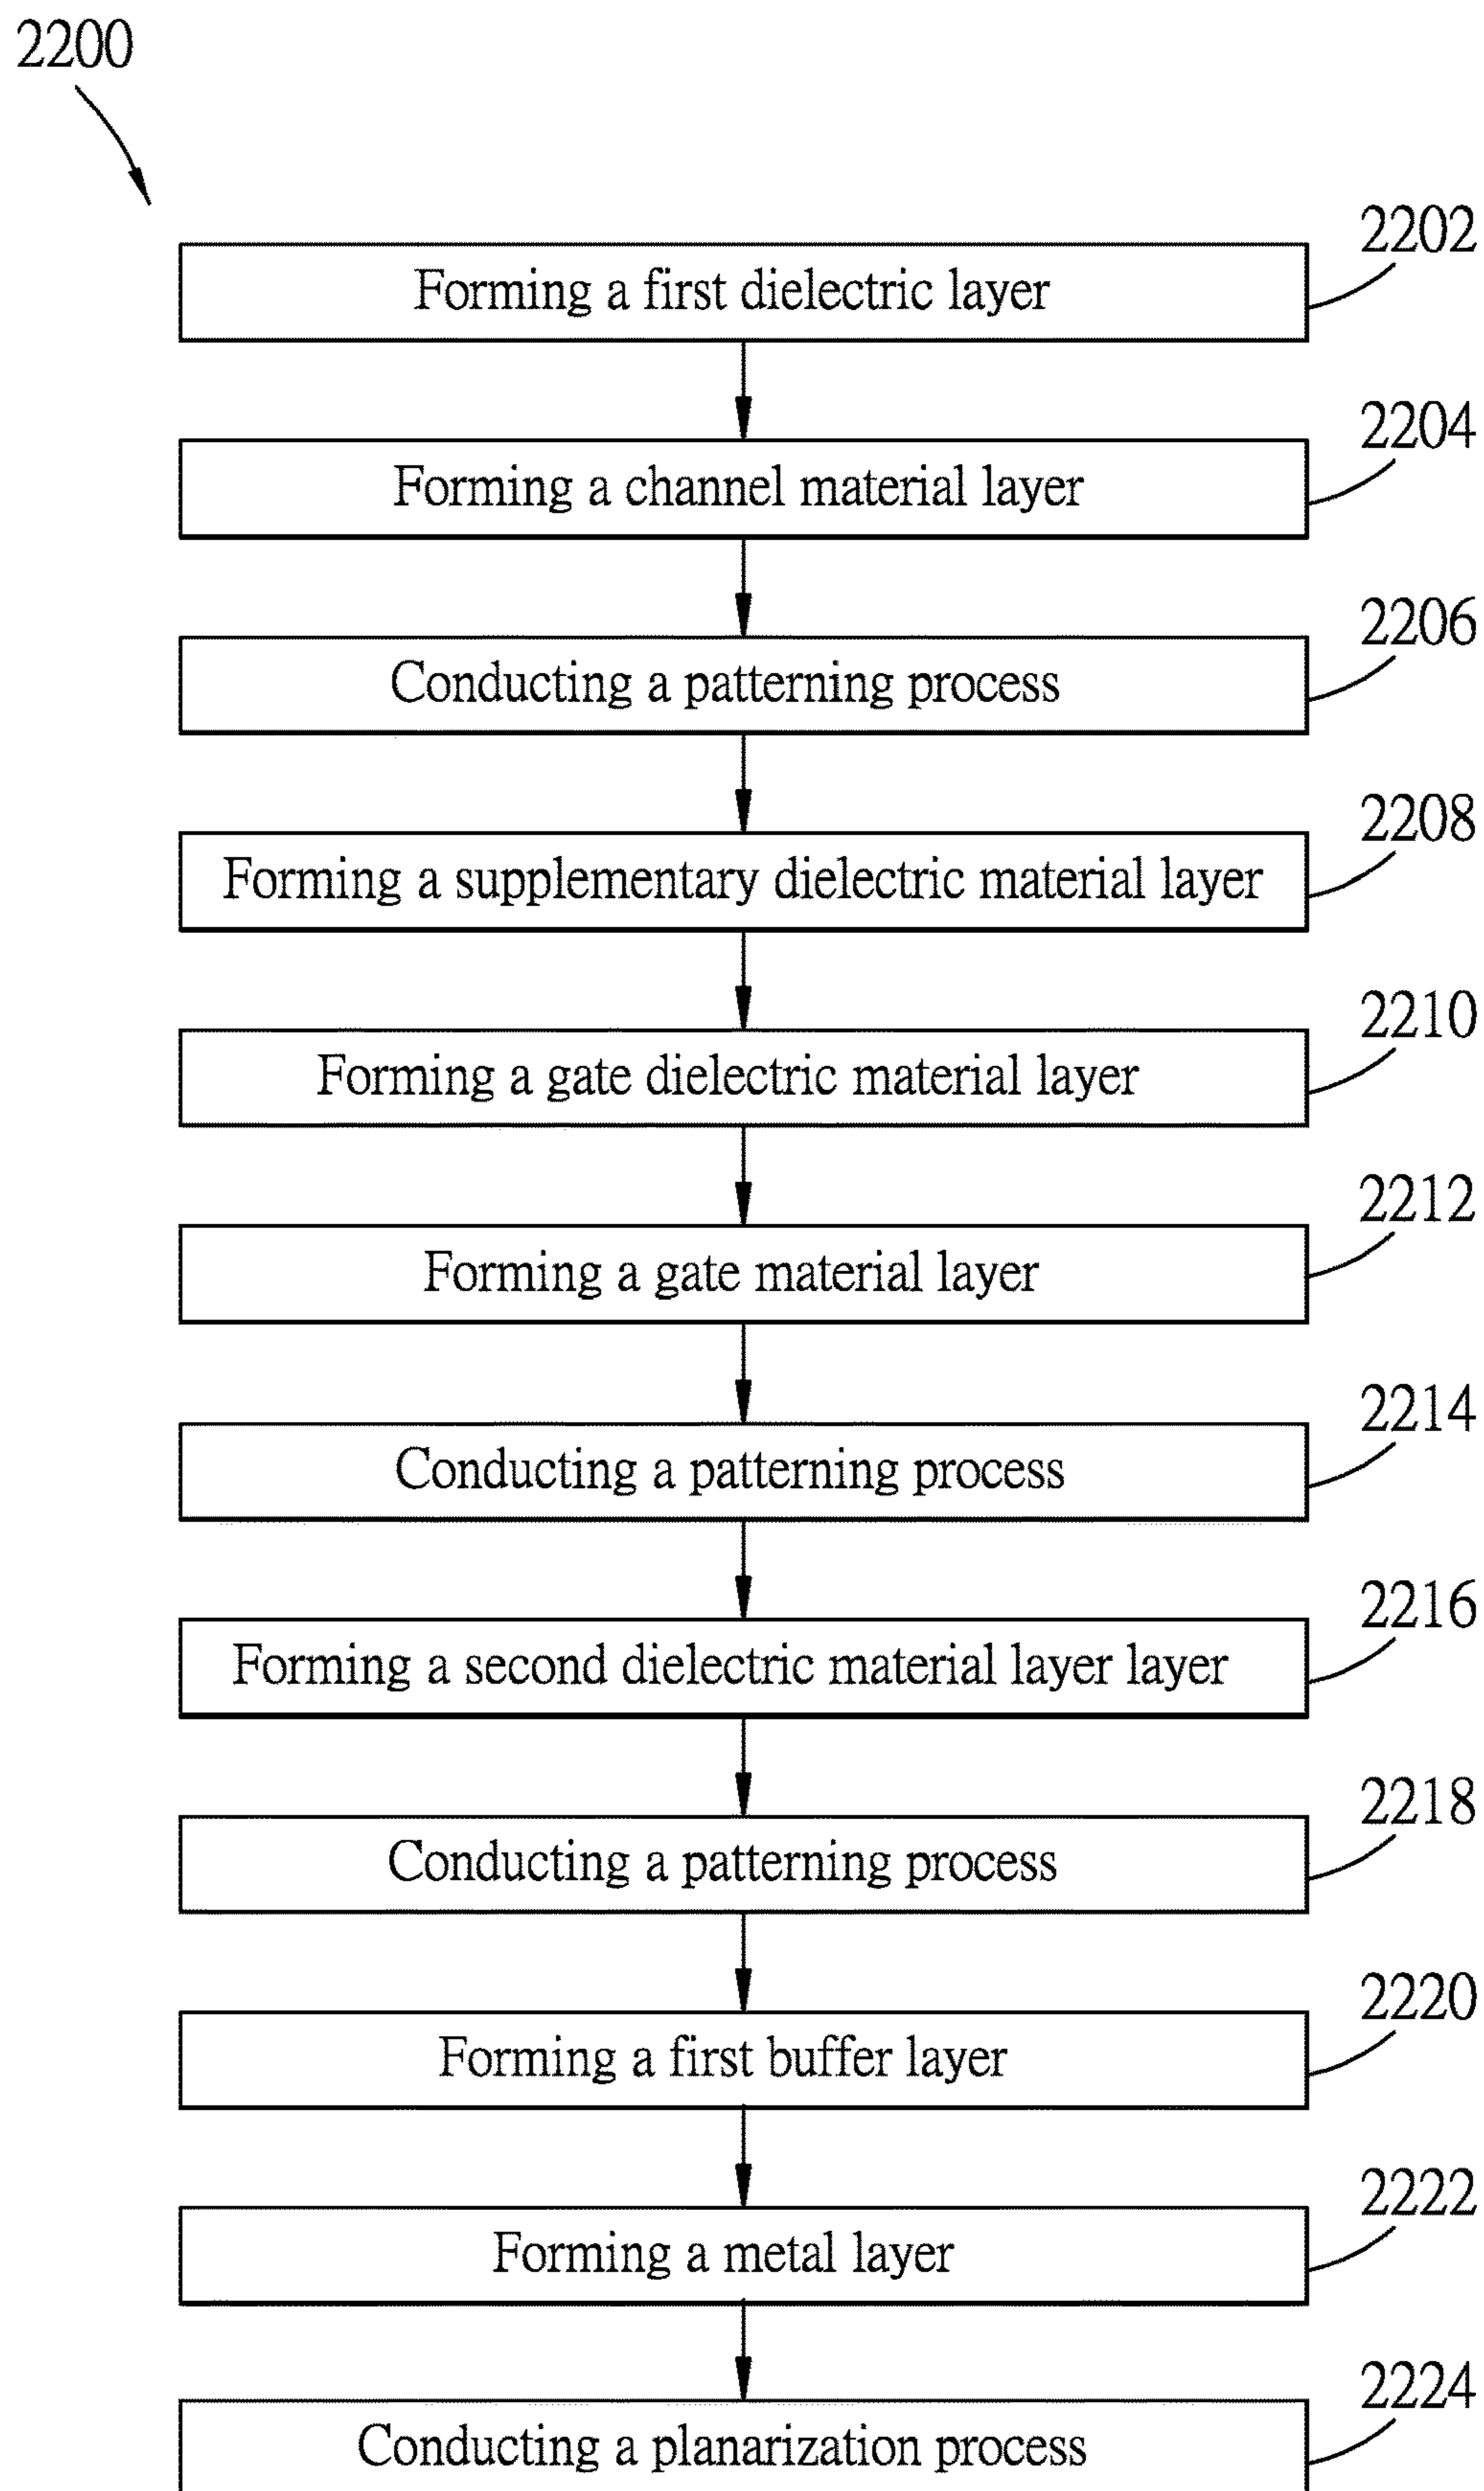 2200
2202
Forming a first dielectric layer
2204
Forming a channel material layer
2206
Conducting a patterning process
2208
Forming a supplementary dielectric material layer
2210
Forming a gate dielectric material layer
2212
Forming a gate material layer
2214
Conducting a patterning process
2216
Forming a second dielectric material layer layer
2218
Conducting a patterning process
2220
Forming a first buffer layer
2222
Forming a metal layer
2224
Conducting a planarization process